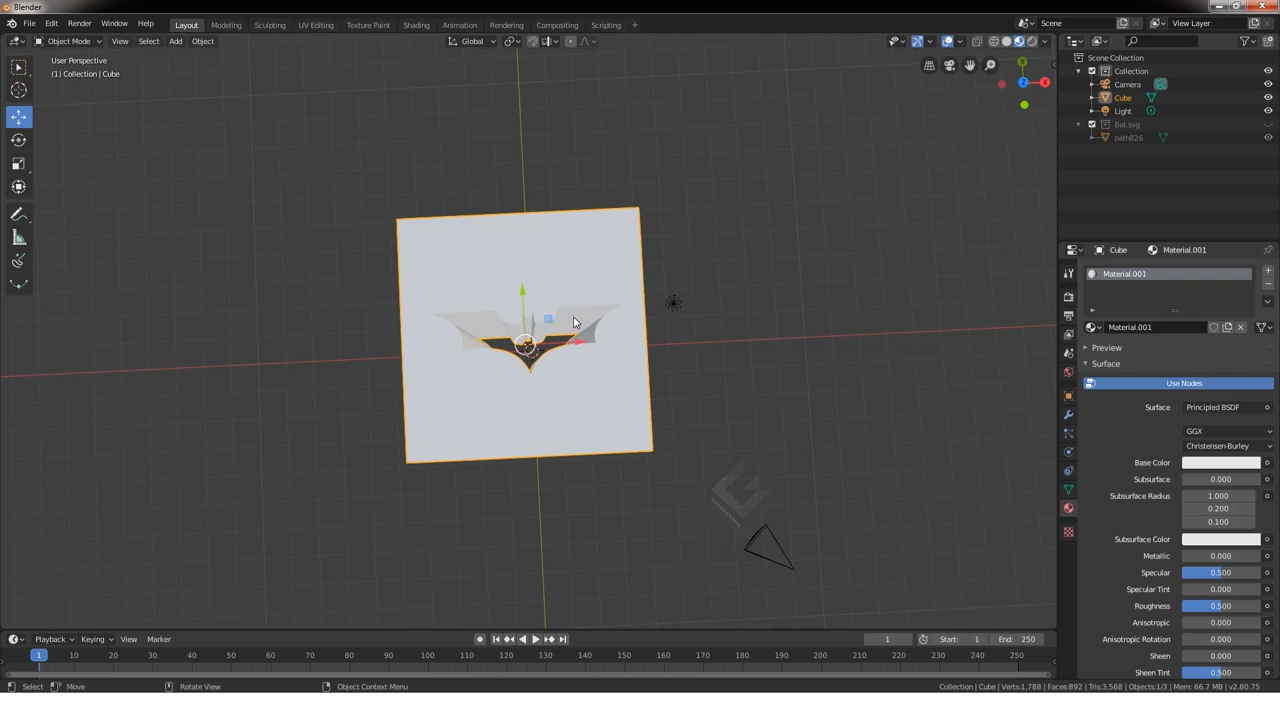 Blender
File Edit Render Window Help Layout Modeling Sculpting UV Editing Texture Paint Shading Animation Rendering Compositing Scripting + Scene View Layer
Object Mode View Select Add Object Global
User Perspective
(1) Collection | Cube
Y
Z
X
Scene Collection
Collection
Camera
Cube
Light
Bat.svg
path826
Cube Material.001
Material.001
Material.001
Preview
Surface
Use Nodes
Surface Principled BSDF
GGX
Christensen-Burley
Base Color
Subsurface 0.000
Subsurface Radius 1.000
0.200
0.100
Subsurface Color
Metallic 0.000
Specular 0.500
Specular Tint 0.000
Roughness 0.500
Anisotropic 0.000
Anisotropic Rotation 0.000
Sheen 0.000
Sheen Tint 0.500
Playback Keying View Marker 1 Start: 1 End: 250
1 10 20 30 40 50 60 70 80 90 100 110 120 130 140 150 160 170 180 190 200 210 220 230 240 250
Select Move Rotate View Object Context Menu Collection | Cube | Verts:1,788 | Faces:892 | Tris:3,568 | Objects:1/3 | Mem: 66.7 MB | v2.80.75